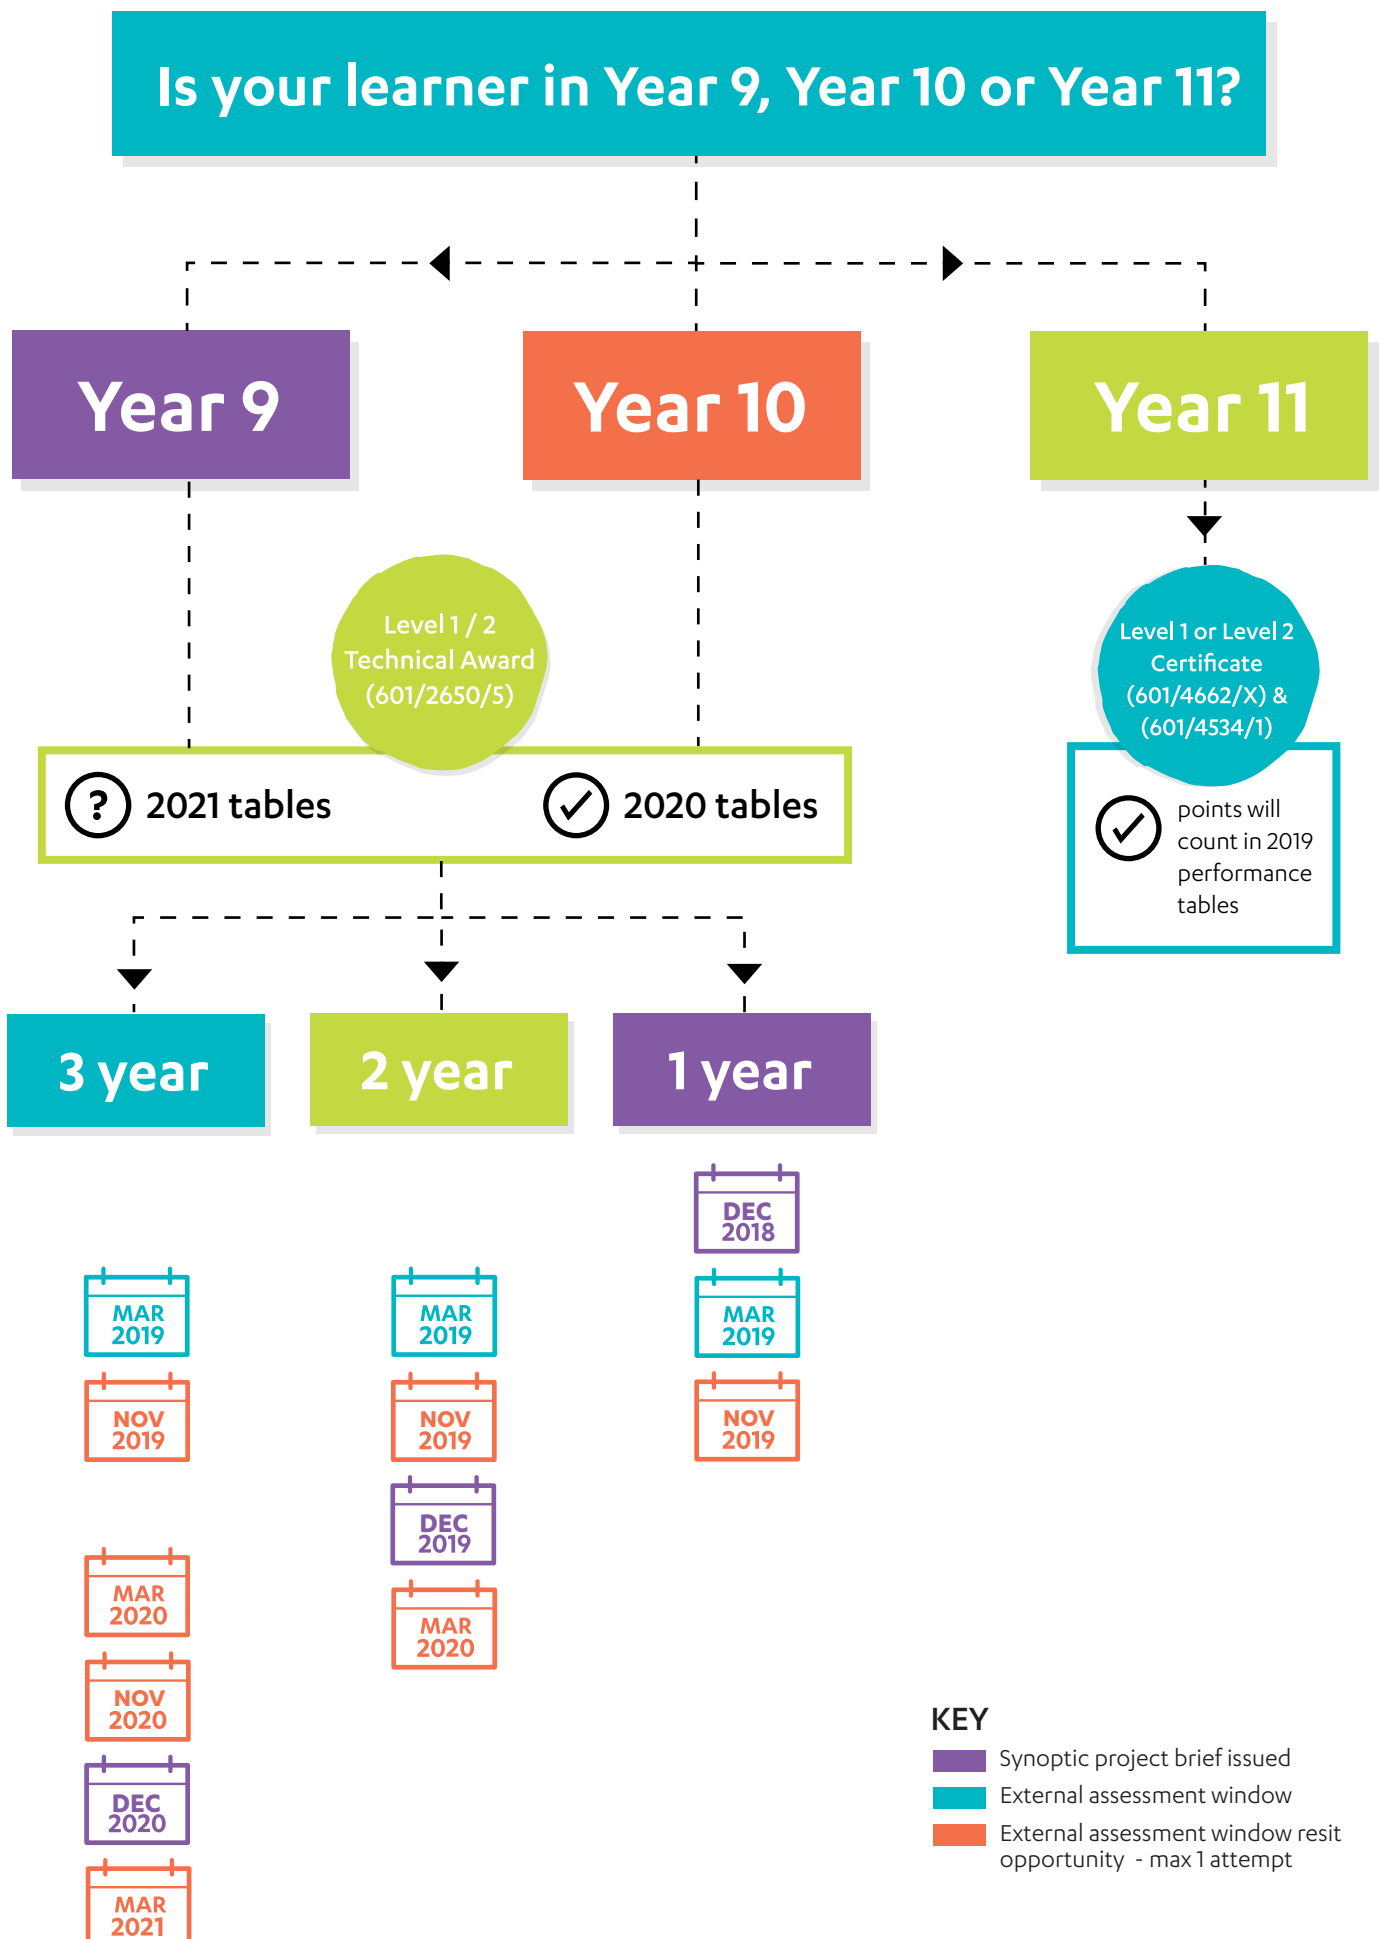 Is your learner in Year 9, Year 10 or Year 11?
Year 9
Year 10
Year 11
Level 1 / 2
Technical Award
(601/2650/5)
Level 1 or Level 2
Certificate
(601/4662/X) &
(601/4534/1)
? 2021 tables
2020 tables
points will
count in 2019
performance
tables
3 year
2 year
1 year
MAR
2019
NOV
2019
MAR
2020
NOV
2020
DEC
2020
MAR
2021
MAR
2019
NOV
2019
DEC
2019
MAR
2020
DEC
2018
MAR
2019
NOV
2019
KEY
Synoptic project brief issued
External assessment window
External assessment window resit
opportunity - max 1 attempt